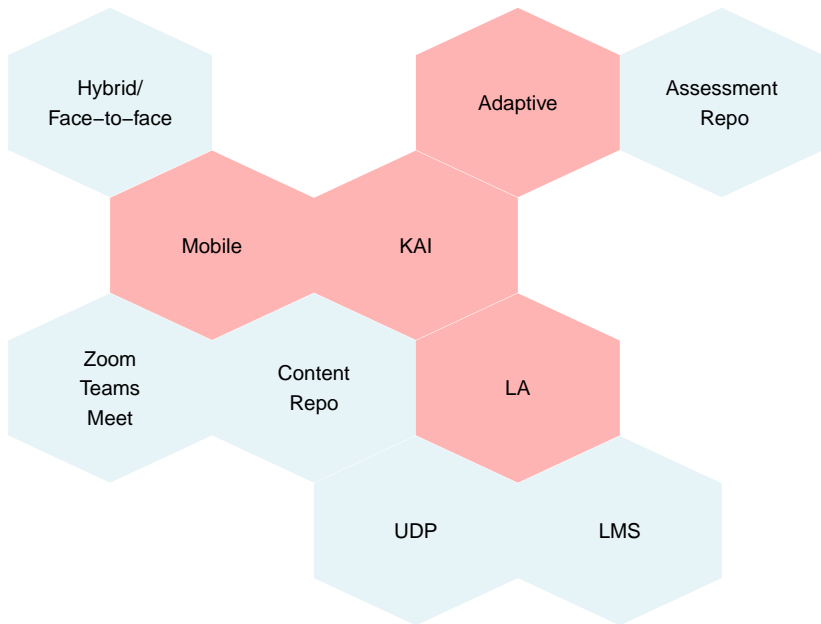 Hybrid/
Face−to−face
Adaptive
Assessment
Repo
Mobile
KAI
Zoom
Teams
Meet
Content
Repo
LA
UDP
LMS